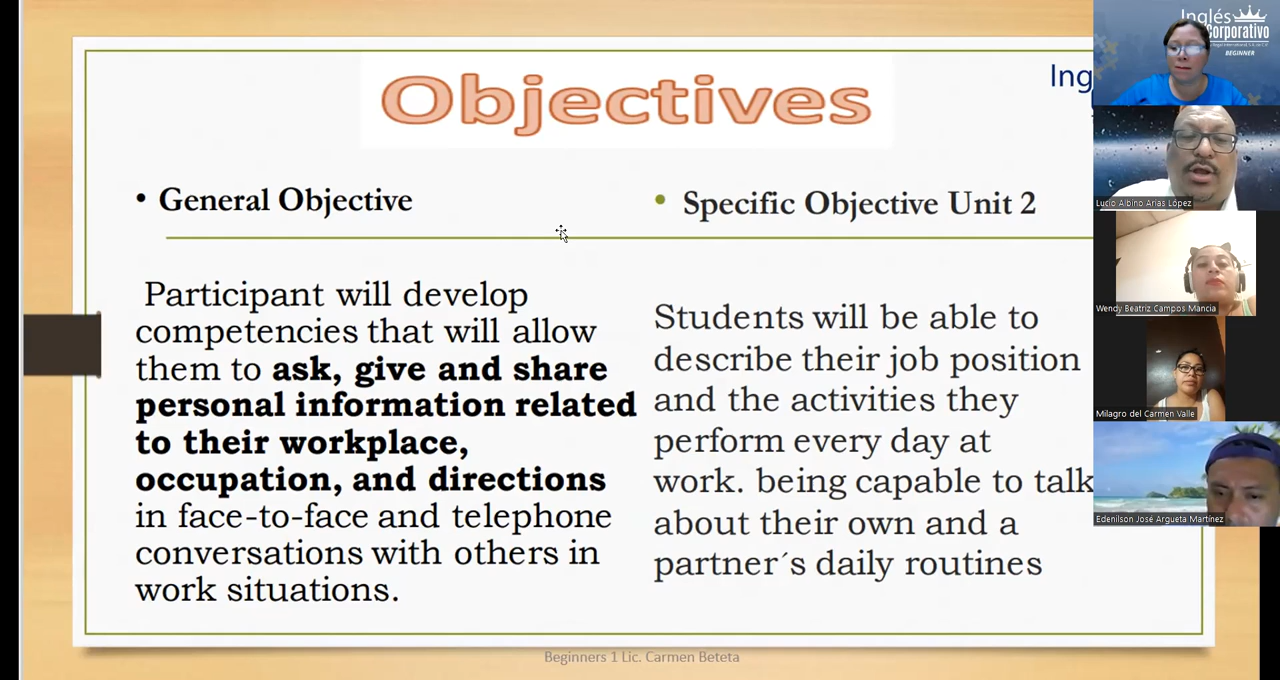 Objectives
Ing
• General Objective
Participant will develop
competencies that will allow
them to ask, give and share
personal information related
to their workplace,
occupation, and directions
in face-to-face and telephone
conversations with others in
work situations.
• Specific Objective Unit 2
Students will be able to
describe their job position
and the activities they
perform every day at
work. being capable to talk
about their own and a
partner´s daily routines
Beginners 1 Lic. Carmen Beteta
Inglés
Corporativo
BEGINNER
Lucio Albino Arias López
Wendy Beatriz Campos Mancia
Milagro del Carmen Valle
Edenilson José Argueta Martínez